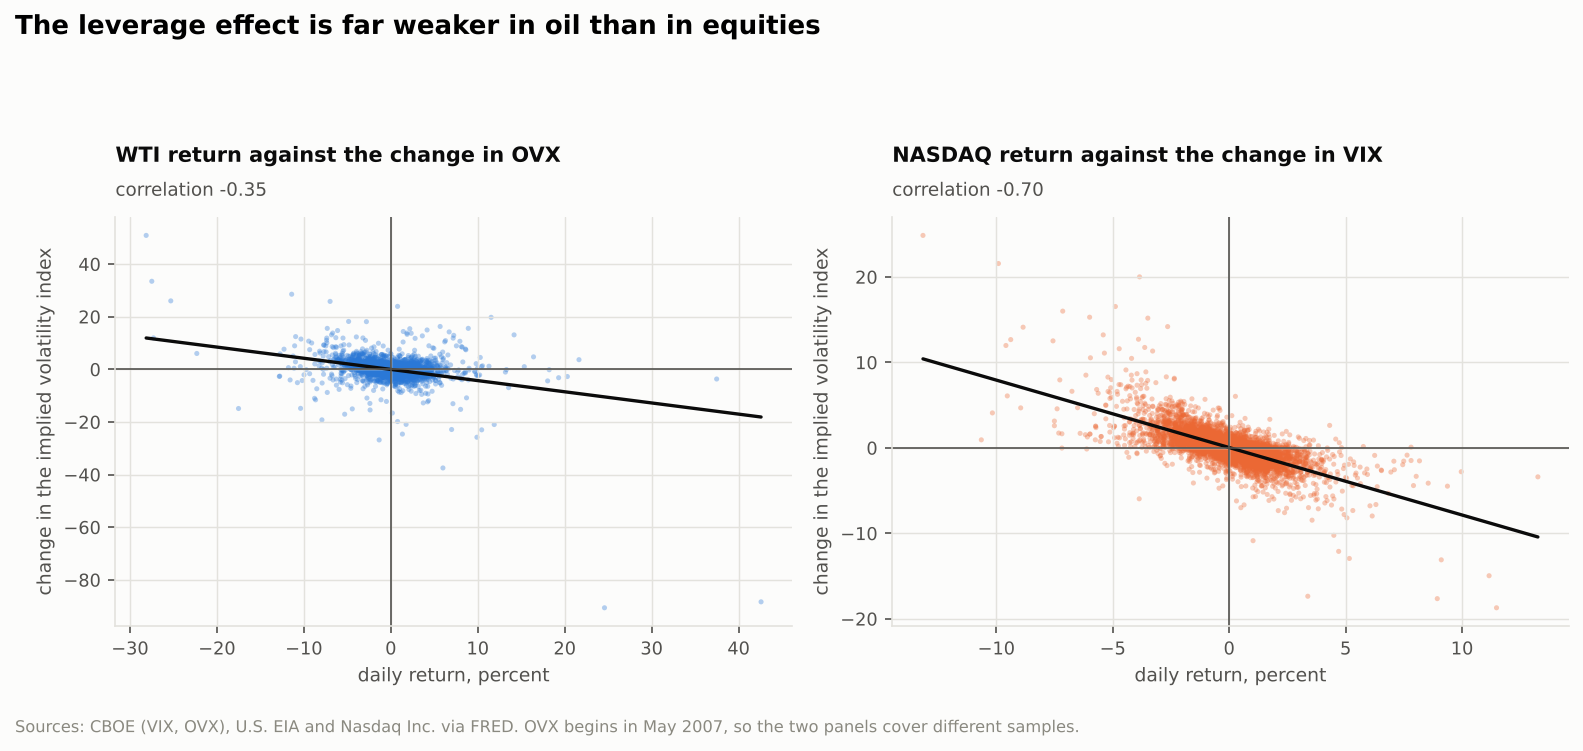 The leverage effect is far weaker in oil than in equities
WTI return against the change in OVX
correlation -0.35
change in the implied volatility index
40
20
0
−20
−40
−60
−80
−30
−20
−10
0
10
20
30
40
daily return, percent
NASDAQ return against the change in VIX
correlation -0.70
change in the implied volatility index
20
10
0
−10
−20
−10
−5
0
5
10
daily return, percent
Sources: CBOE (VIX, OVX), U.S. EIA and Nasdaq Inc. via FRED. OVX begins in May 2007, so the two panels cover different samples.